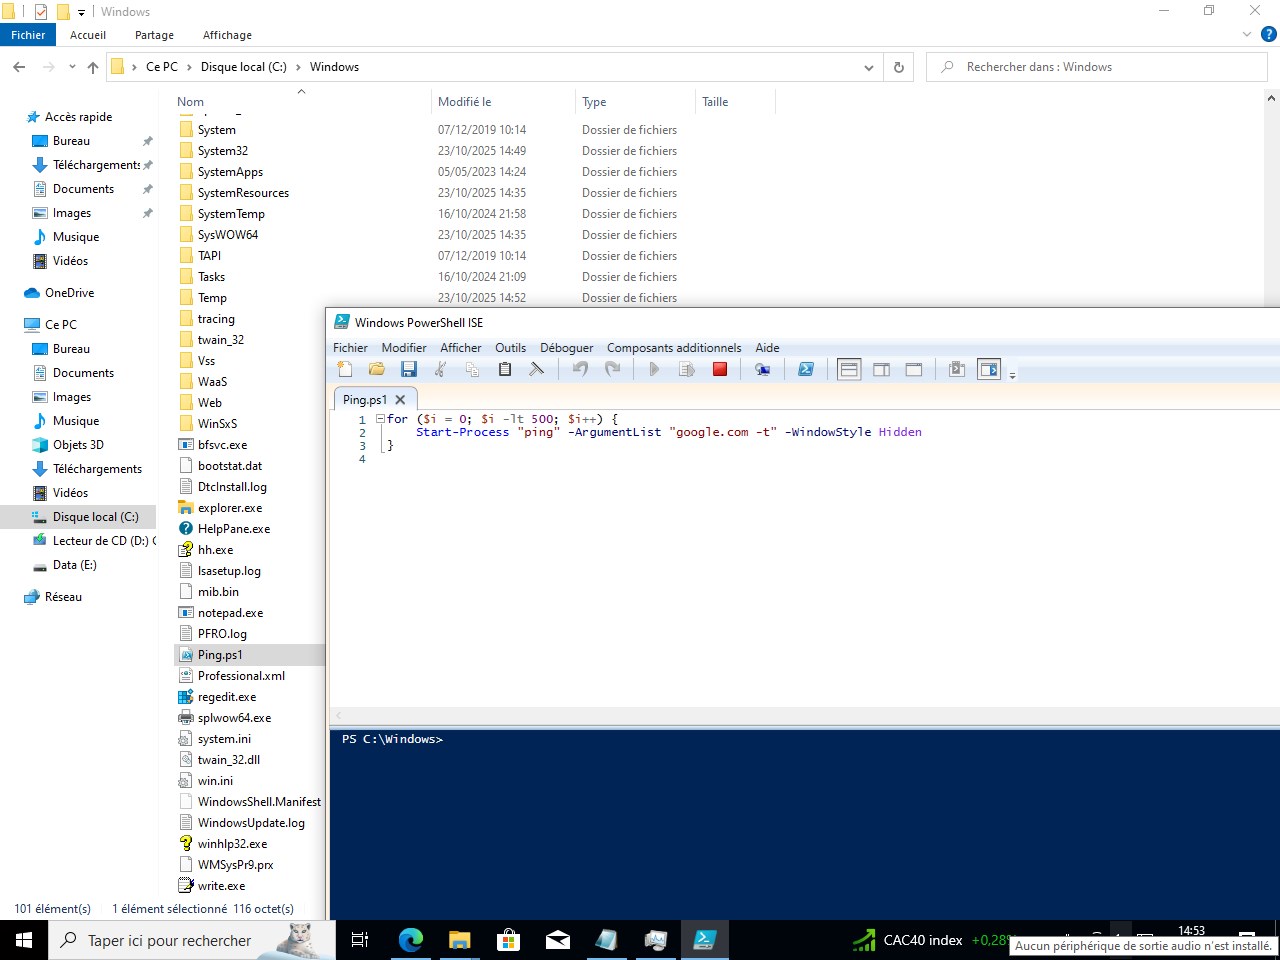 Windows
Fichier Accueil Partage Affichage
Ce PC Disque local (C:) Windows
Rechercher dans : Windows
Nom Modifié le Type Taille
Accès rapide
Bureau
Téléchargements
Documents
Images
Musique
Vidéos
OneDrive
Ce PC
Bureau
Documents
Images
Musique
Objets 3D
Téléchargements
Vidéos
Disque local (C:)
Lecteur de CD (D:)
Data (E:)
Réseau
System 07/12/2019 10:14 Dossier de fichiers
System32 23/10/2025 14:49 Dossier de fichiers
SystemApps 05/05/2023 14:24 Dossier de fichiers
SystemResources 23/10/2025 14:35 Dossier de fichiers
SystemTemp 16/10/2024 21:58 Dossier de fichiers
SysWOW64 23/10/2025 14:35 Dossier de fichiers
TAPI 07/12/2019 10:14 Dossier de fichiers
Tasks 16/10/2024 21:09 Dossier de fichiers
Temp 23/10/2025 14:52 Dossier de fichiers
tracing
twain_32
Vss
WaaS
Web
WinSxS
bfsvc.exe
bootstat.dat
DtcInstall.log
explorer.exe
HelpPane.exe
hh.exe
lsasetup.log
mib.bin
notepad.exe
PFRO.log
Ping.ps1
Professional.xml
regedit.exe
splwow64.exe
system.ini
twain_32.dll
win.ini
WindowsShell.Manifest
WindowsUpdate.log
winhlp32.exe
WMSysPr9.prx
write.exe
101 élément(s) 1 élément sélectionné 116 octet(s)
Windows PowerShell ISE
Fichier Modifier Afficher Outils Déboguer Composants additionnels Aide
Ping.ps1
1 for ($i = 0; $i -lt 500; $i++) {
2 Start-Process "ping" -ArgumentList "google.com -t" -WindowStyle Hidden
3 }
4
PS C:\Windows>
Taper ici pour rechercher
CAC40 index +0,28%
14:53
Aucun périphérique de sortie audio n'est installé.